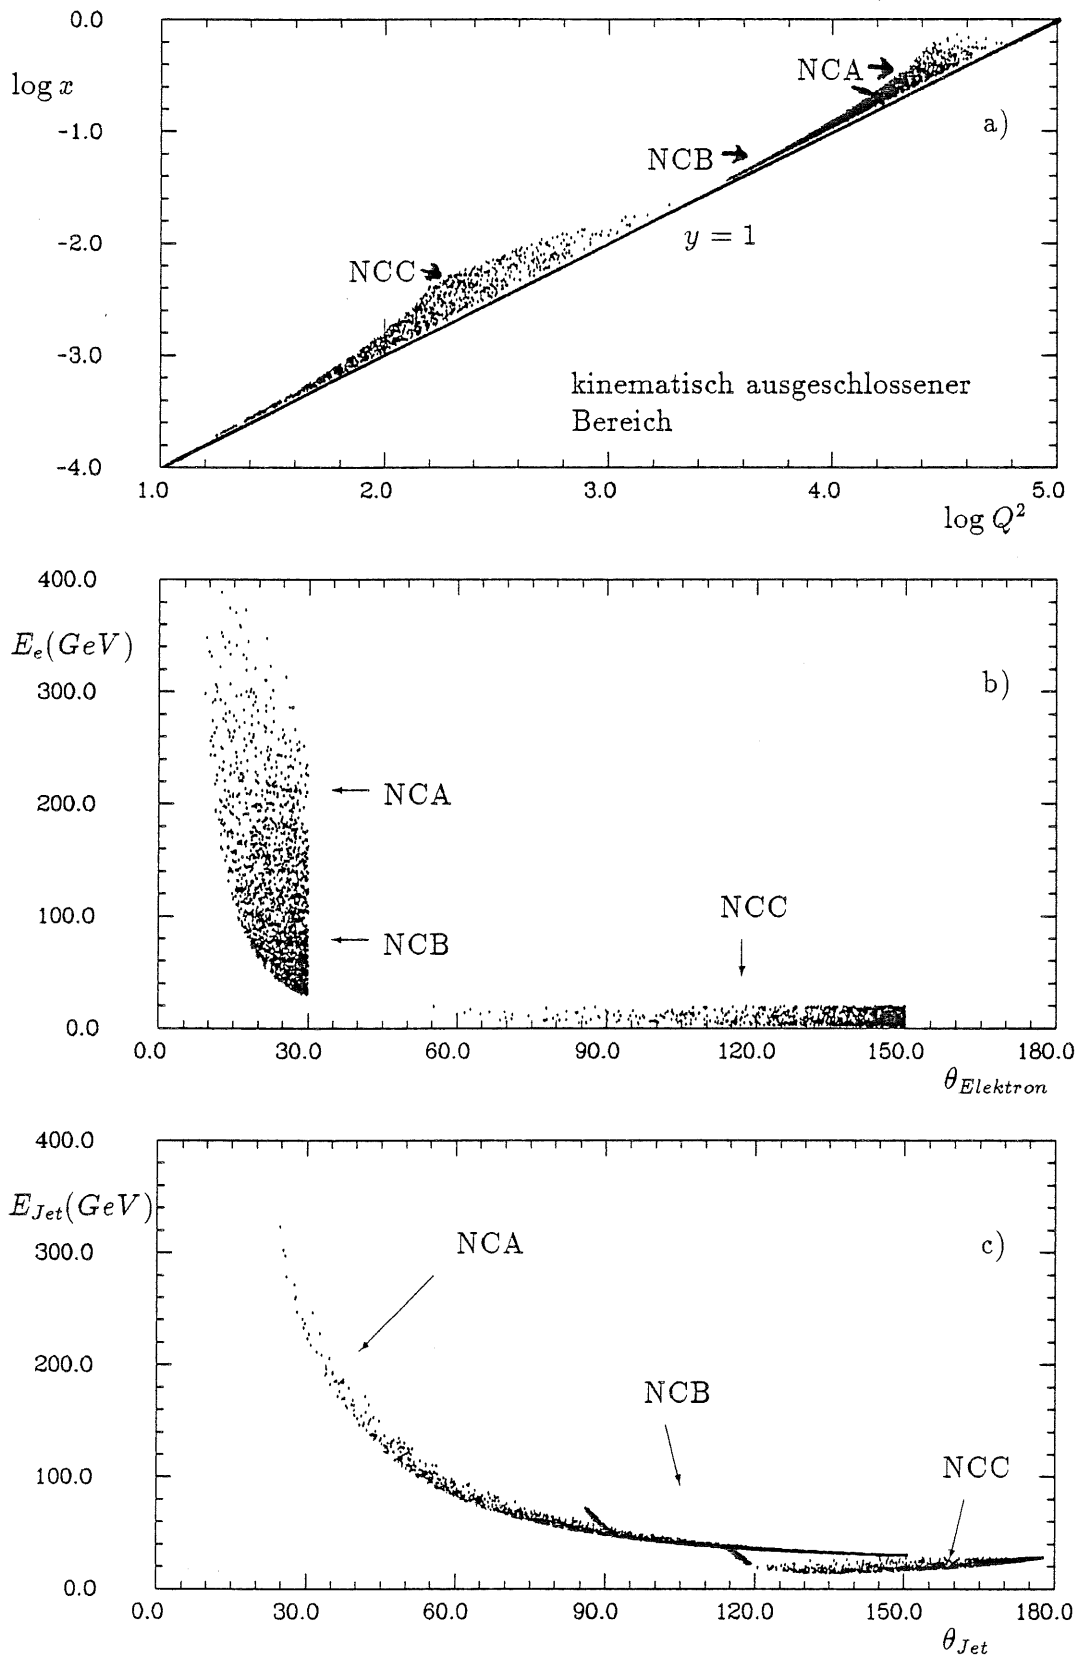 0.0
log x
NCA
a)
-1.0
NCB
-2.0
y = 1
NCC
-3.0
kinematisch ausgeschlossener
Bereich
-4.0
1.0 2.0 3.0 4.0 5.0
log Q²
400.0
E_e(GeV)
b)
300.0
NCA
200.0
NCC
100.0
NCB
0.0
0.0 30.0 60.0 90.0 120.0 150.0 180.0
θ_Elektron
400.0
E_Jet(GeV)
NCA
c)
300.0
200.0
NCB
NCC
100.0
0.0
0.0 30.0 60.0 90.0 120.0 150.0 180.0
θ_Jet